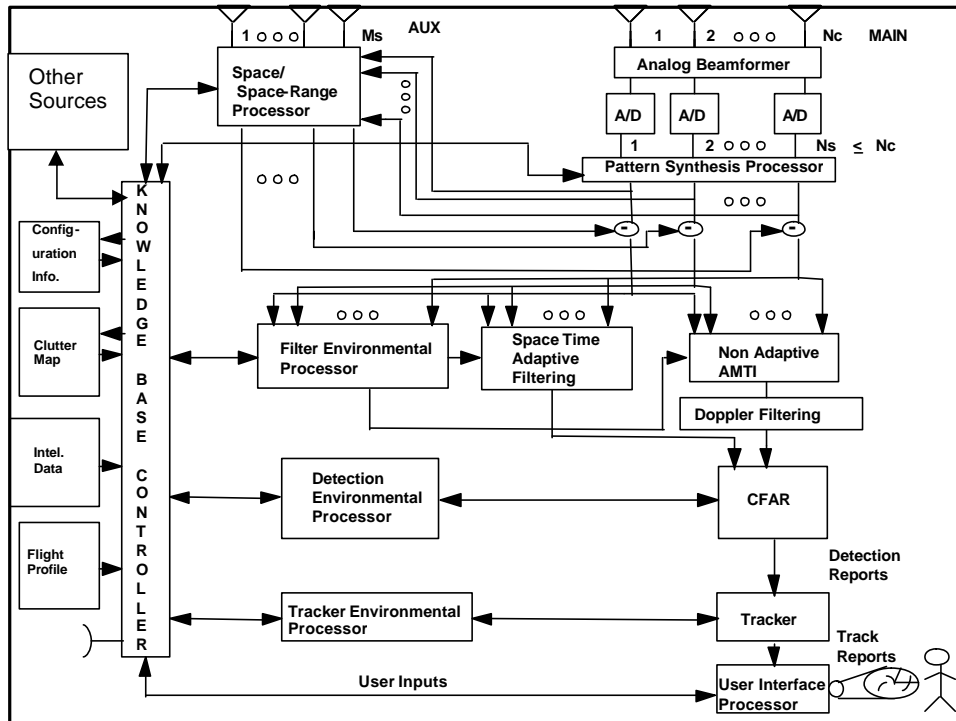 AUX
1 Ms
1 2 Nc MAIN
Other
Sources
Space/
Space-Range
Processor
Analog Beamformer
A/D A/D A/D
1 2 Ns ≤ Nc
Pattern Synthesis Processor
KNOWLEDGE BASE CONTROLLLER
Config-
uration
Info.
- - -
Clutter
Map
Filter Environmental
Processor
Space Time
Adaptive
Filtering
Non Adaptive
AMTI
Doppler Filtering
Intel.
Data
Detection
Environmental
Processor
CFAR
Flight
Profile
Detection
Reports
Tracker Environmental
Processor
Tracker
Track
Reports
User Inputs
User Interface
Processor